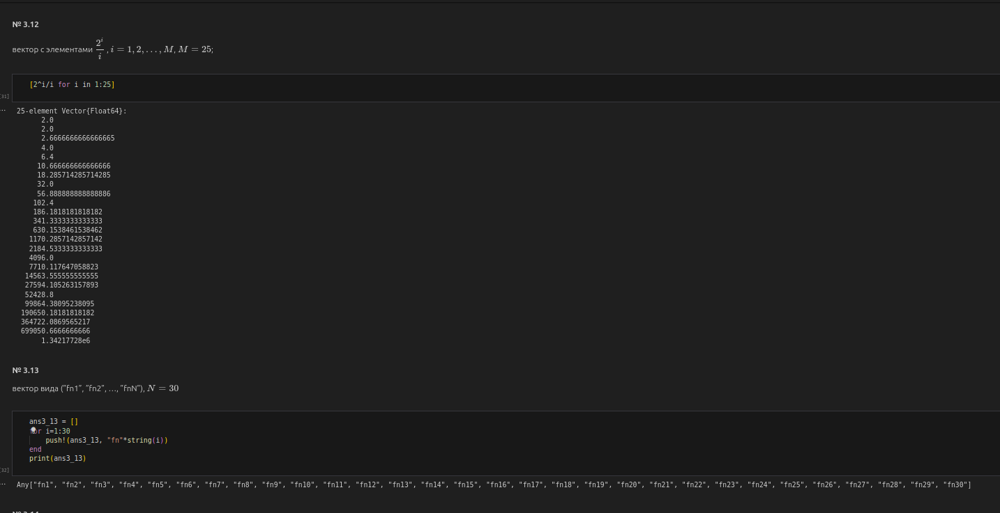 № 3.12
вектор с элементами 2^i/i, i = 1, 2, …, M, M = 25;
[2^i/i for i in 1:25]
[31]
... 25-element Vector{Float64}:
2.0
2.0
2.6666666666666665
4.0
6.4
10.666666666666666
18.285714285714285
32.0
56.888888888888886
102.4
186.1818181818182
341.3333333333333
630.1538461538462
1170.2857142857142
2184.5333333333333
4096.0
7710.117647058823
14563.555555555555
27594.105263157893
52428.8
99864.38095238095
190650.18181818182
364722.0869565217
699050.6666666666
1.34217728e6
№ 3.13
вектор вида ("fn1", "fn2", …, "fnN"), N = 30
ans3_13 = []
for i=1:30
push!(ans3_13, "fn"*string(i))
end
print(ans3_13)
[32]
... Any["fn1", "fn2", "fn3", "fn4", "fn5", "fn6", "fn7", "fn8", "fn9", "fn10", "fn11", "fn12", "fn13", "fn14", "fn15", "fn16", "fn17", "fn18", "fn19", "fn20", "fn21", "fn22", "fn23", "fn24", "fn25", "fn26", "fn27", "fn28", "fn29", "fn30"]